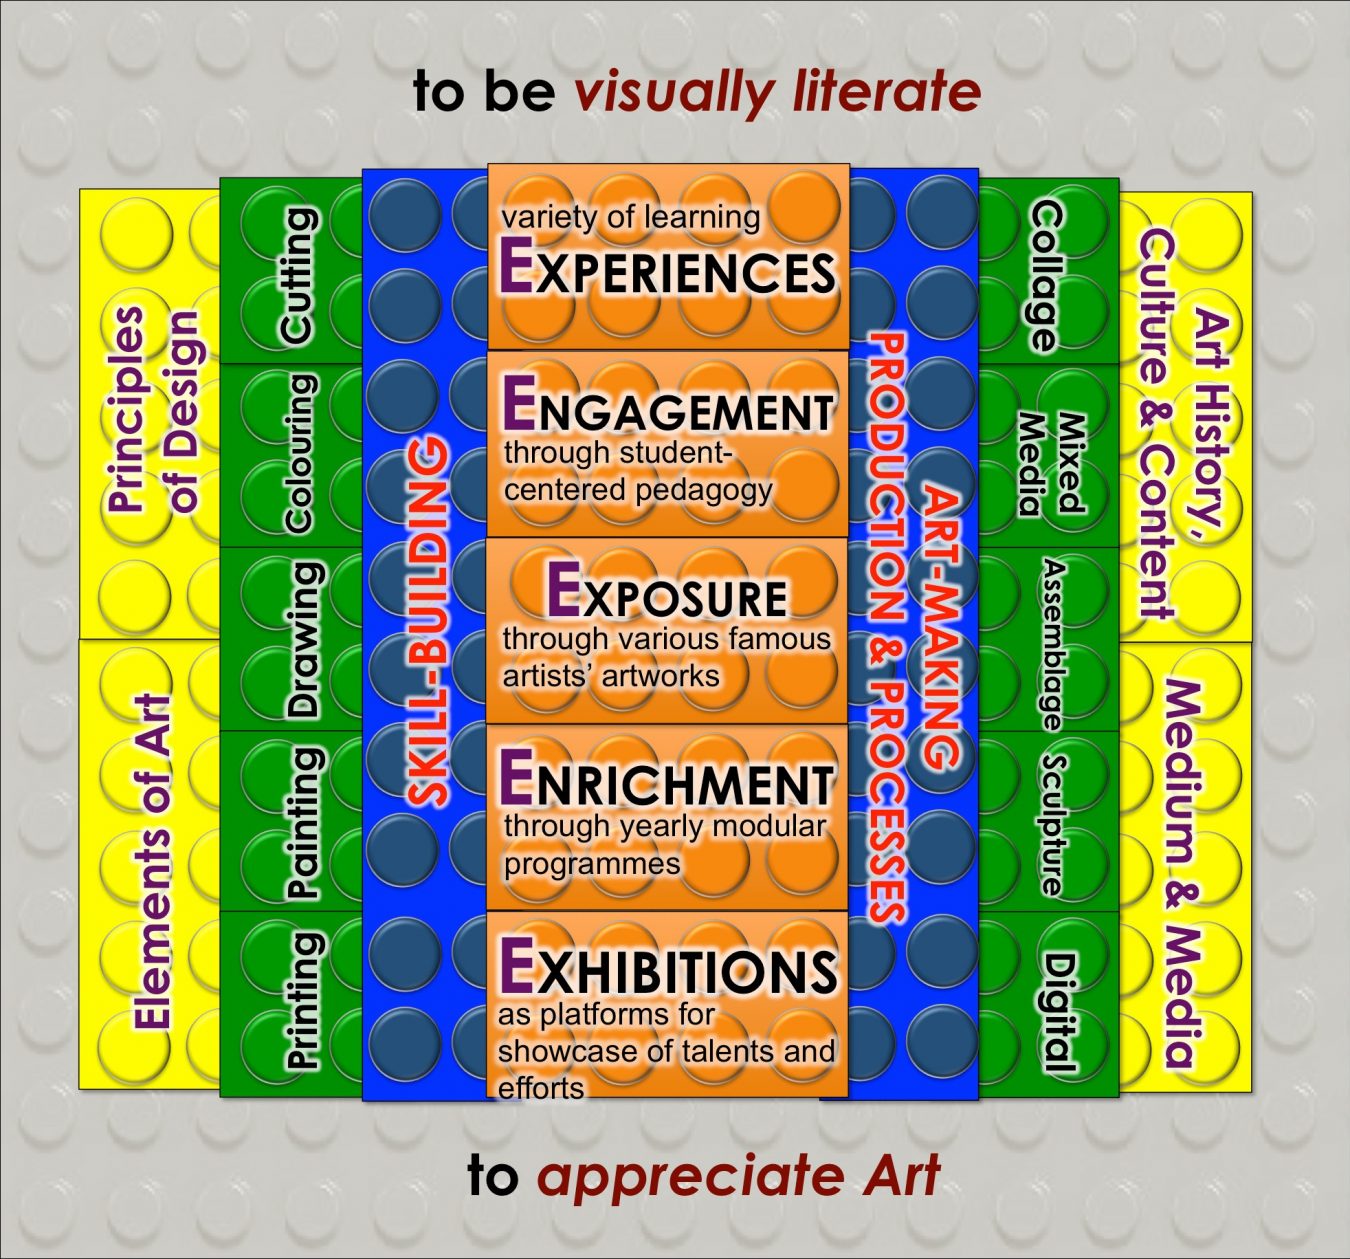 to be visually literate
Principles
of Design
Elements of Art
Cutting
Colouring
Drawing
Painting
Printing
SKILL-BUILDING
variety of learning
EXPERIENCES
ENGAGEMENT
through student-
centered pedagogy
EXPOSURE
through various famous
artists’ artworks
ENRICHMENT
through yearly modular
programmes
EXHIBITIONS
as platforms for
showcase of talents and
efforts
ART-MAKING
PRODUCTION & PROCESSES
Collage
Mixed
Media
Assemblage
Sculpture
Digital
Art History,
Culture & Content
Medium & Media
to appreciate Art